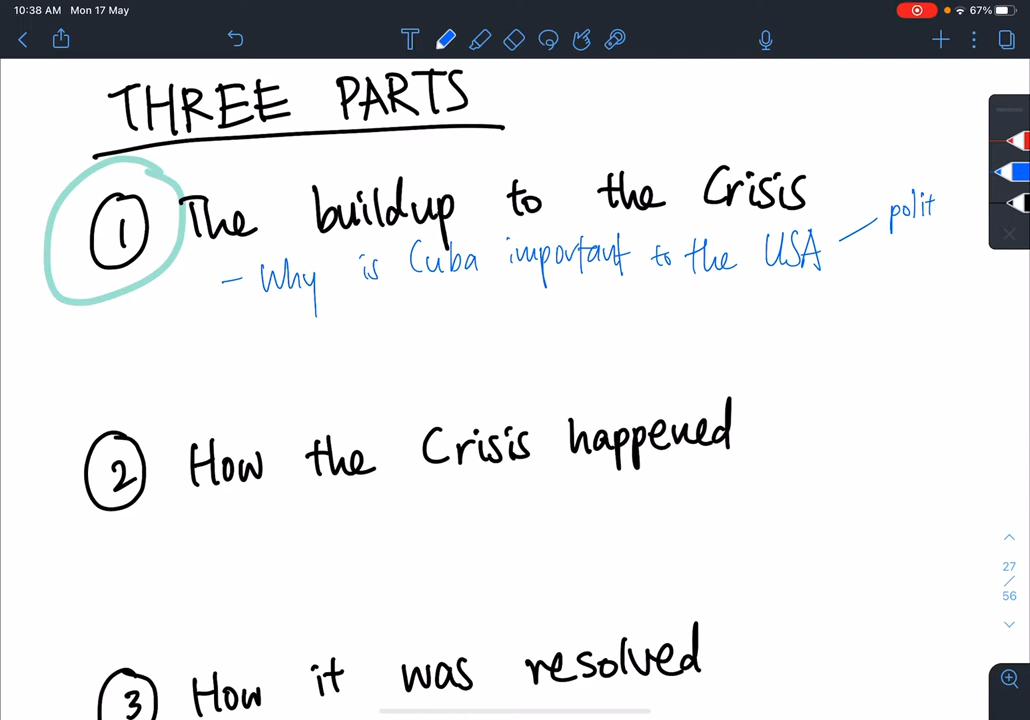 10:38 AM Mon 17 May
67%
T
THREE PARTS
1 The buildup to the Crisis
- Why is Cuba important to the USA polit
2 How the Crisis happened
27
/
56
3 How it was resolved